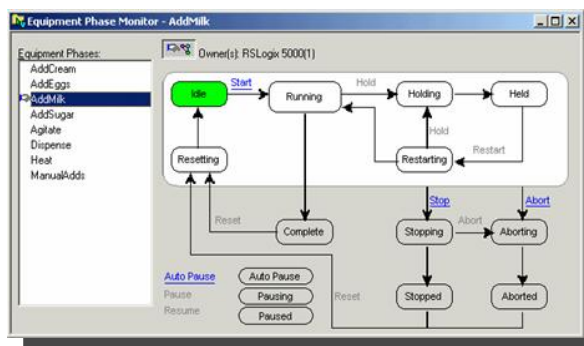 Equipment Phase Monitor - AddMilk
Equipment Phases:
Owner(s): RSLogix 5000(1)
AddCream
AddEggs
AddMilk
AddSugar
Agitate
Dispense
Heat
ManualAdds
Idle
Start
Running
Hold
Holding
Held
Hold
Resetting
Restarting
Restart
Stop
Abort
Reset
Complete
Stopping
Abort
Aborting
Auto Pause
Auto Pause
Pause
Pausing
Reset
Stopped
Aborted
Resume
Paused